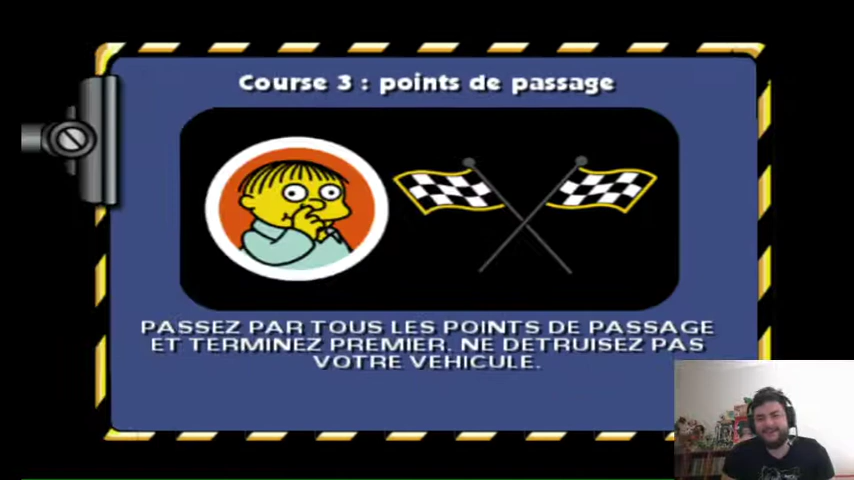 Course 3 : points de passage
PASSEZ PAR TOUS LES POINTS DE PASSAGE
ET TERMINEZ PREMIER. NE DETRUISEZ PAS
VOTRE VEHICULE.